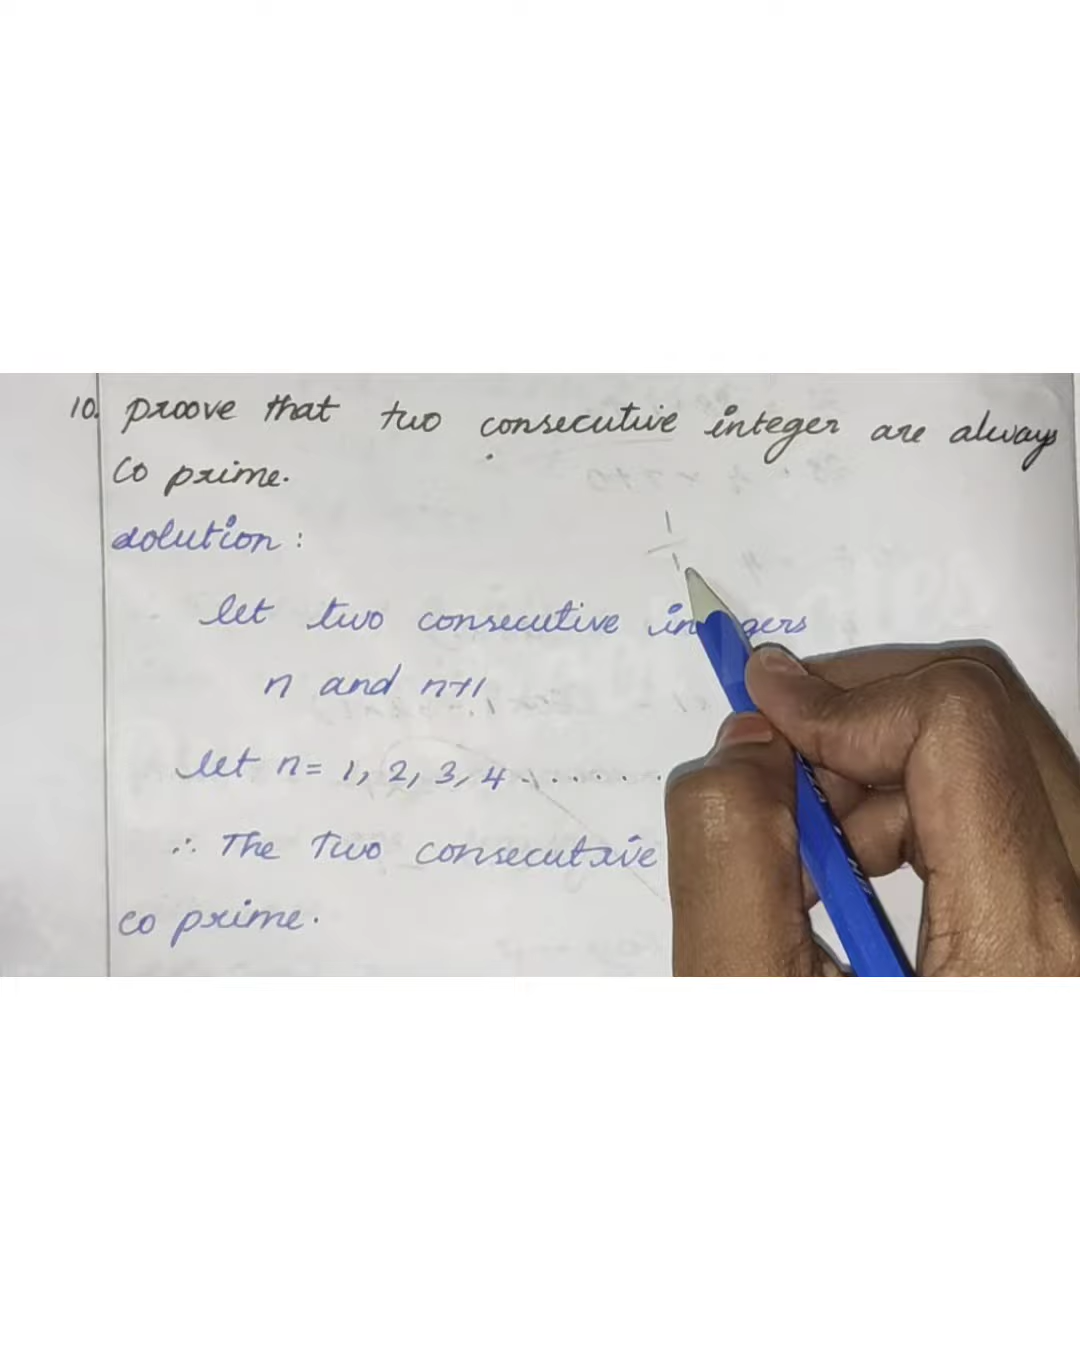 10. proove that two consecutive integer are always
co prime.
solution:
let two consecutive integers
n and n+1
let n = 1, 2, 3, 4 .......
∴ The Two consecutive
co prime.